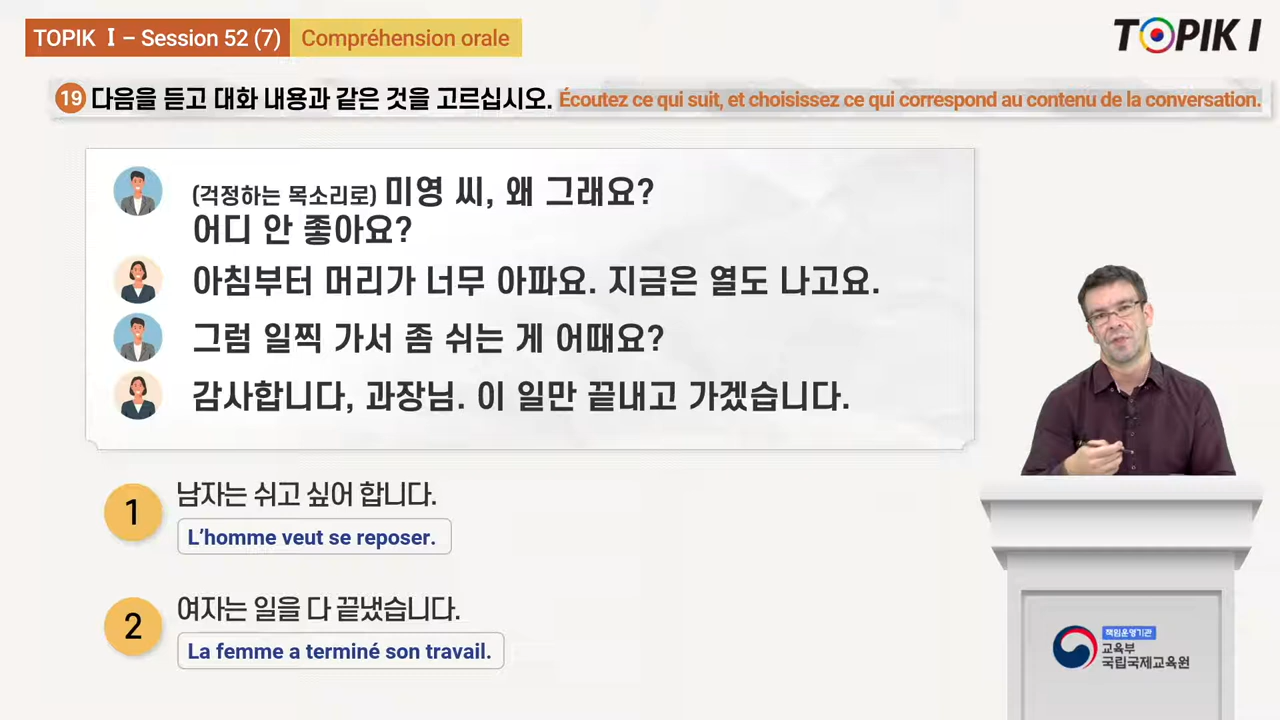 TOPIK Ⅰ – Session 52 (7) Compréhension orale
TOPIK I
19 다음을 듣고 대화 내용과 같은 것을 고르십시오. Écoutez ce qui suit, et choisissez ce qui correspond au contenu de la conversation.
(걱정하는 목소리로) 미영 씨, 왜 그래요?
어디 안 좋아요?
아침부터 머리가 너무 아파요. 지금은 열도 나고요.
그럼 일찍 가서 좀 쉬는 게 어때요?
감사합니다, 과장님. 이 일만 끝내고 가겠습니다.
1 남자는 쉬고 싶어 합니다.
L’homme veut se reposer.
2 여자는 일을 다 끝냈습니다.
La femme a terminé son travail.
책임운영기관
교육부
국립국제교육원